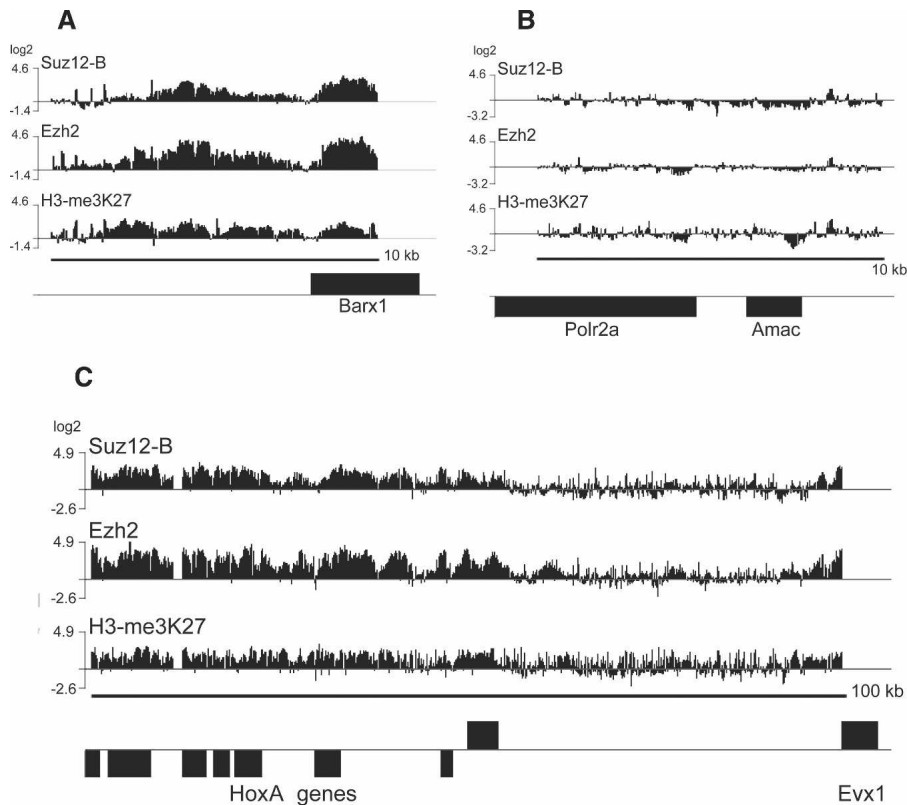 A
log2
4.6
Suz12-B
-1.4
4.6
Ezh2
-1.4
4.6
H3-me3K27
-1.4
10 kb
Barx1
B
log2
4.6
Suz12-B
-3.2
4.6
Ezh2
-3.2
4.6
H3-me3K27
-3.2
10 kb
Polr2a
Amac
C
log2
4.9
Suz12-B
-2.6
4.9
Ezh2
-2.6
4.9
H3-me3K27
-2.6
100 kb
HoxA genes
Evx1